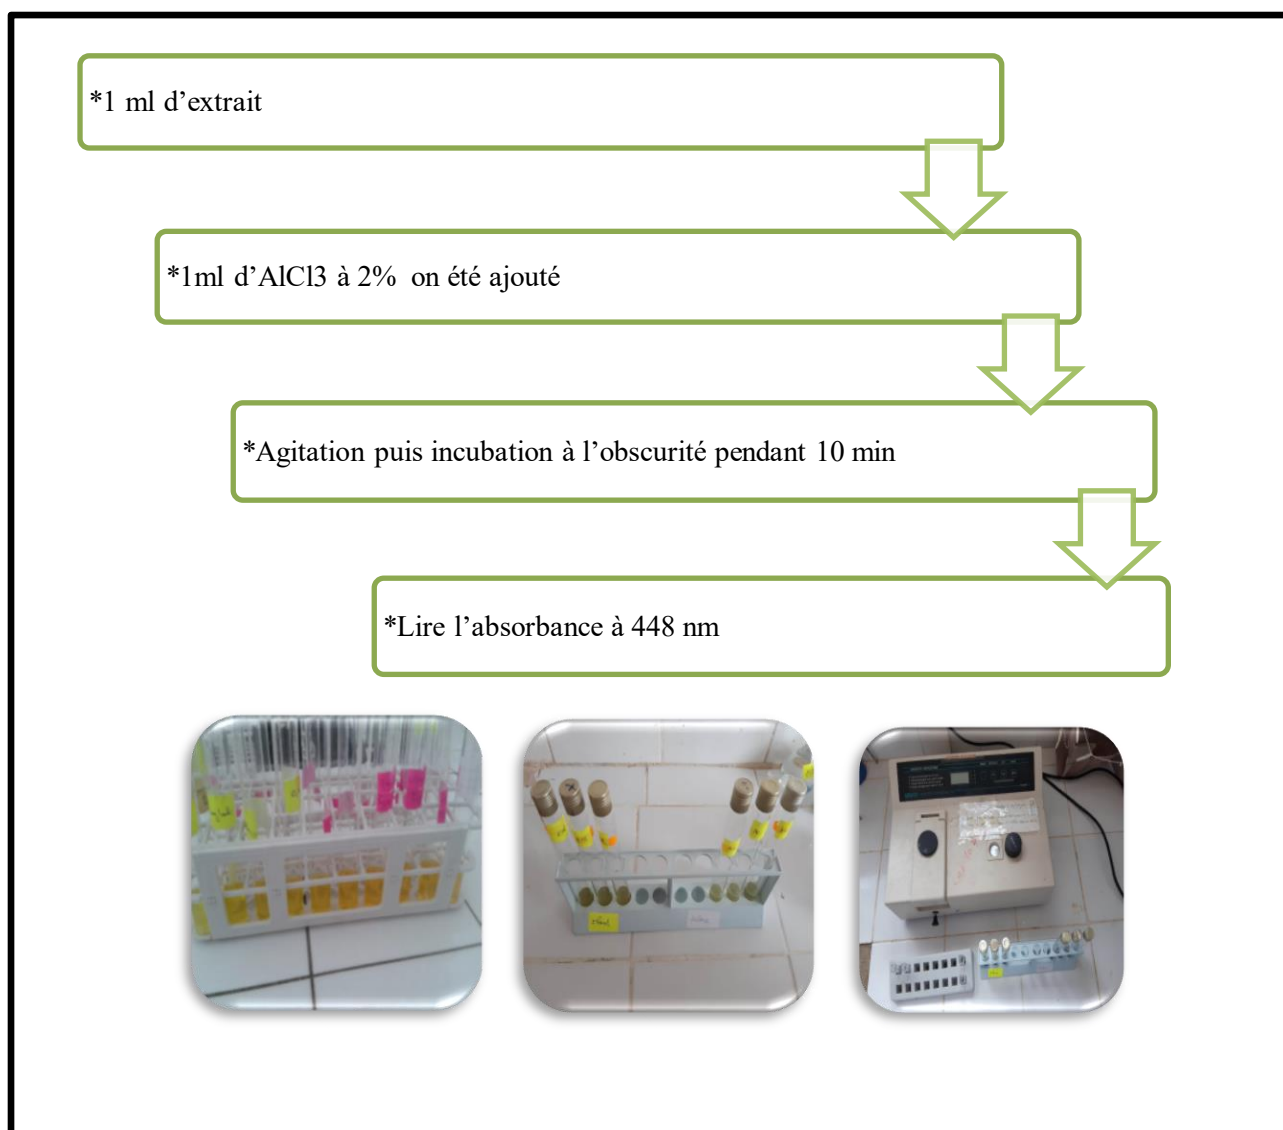 *1 ml d’extrait
*1ml d’AlCl3 à 2%  on été ajouté
*Agitation puis incubation à l’obscurité pendant 10 min
*Lire l’absorbance à 448 nm